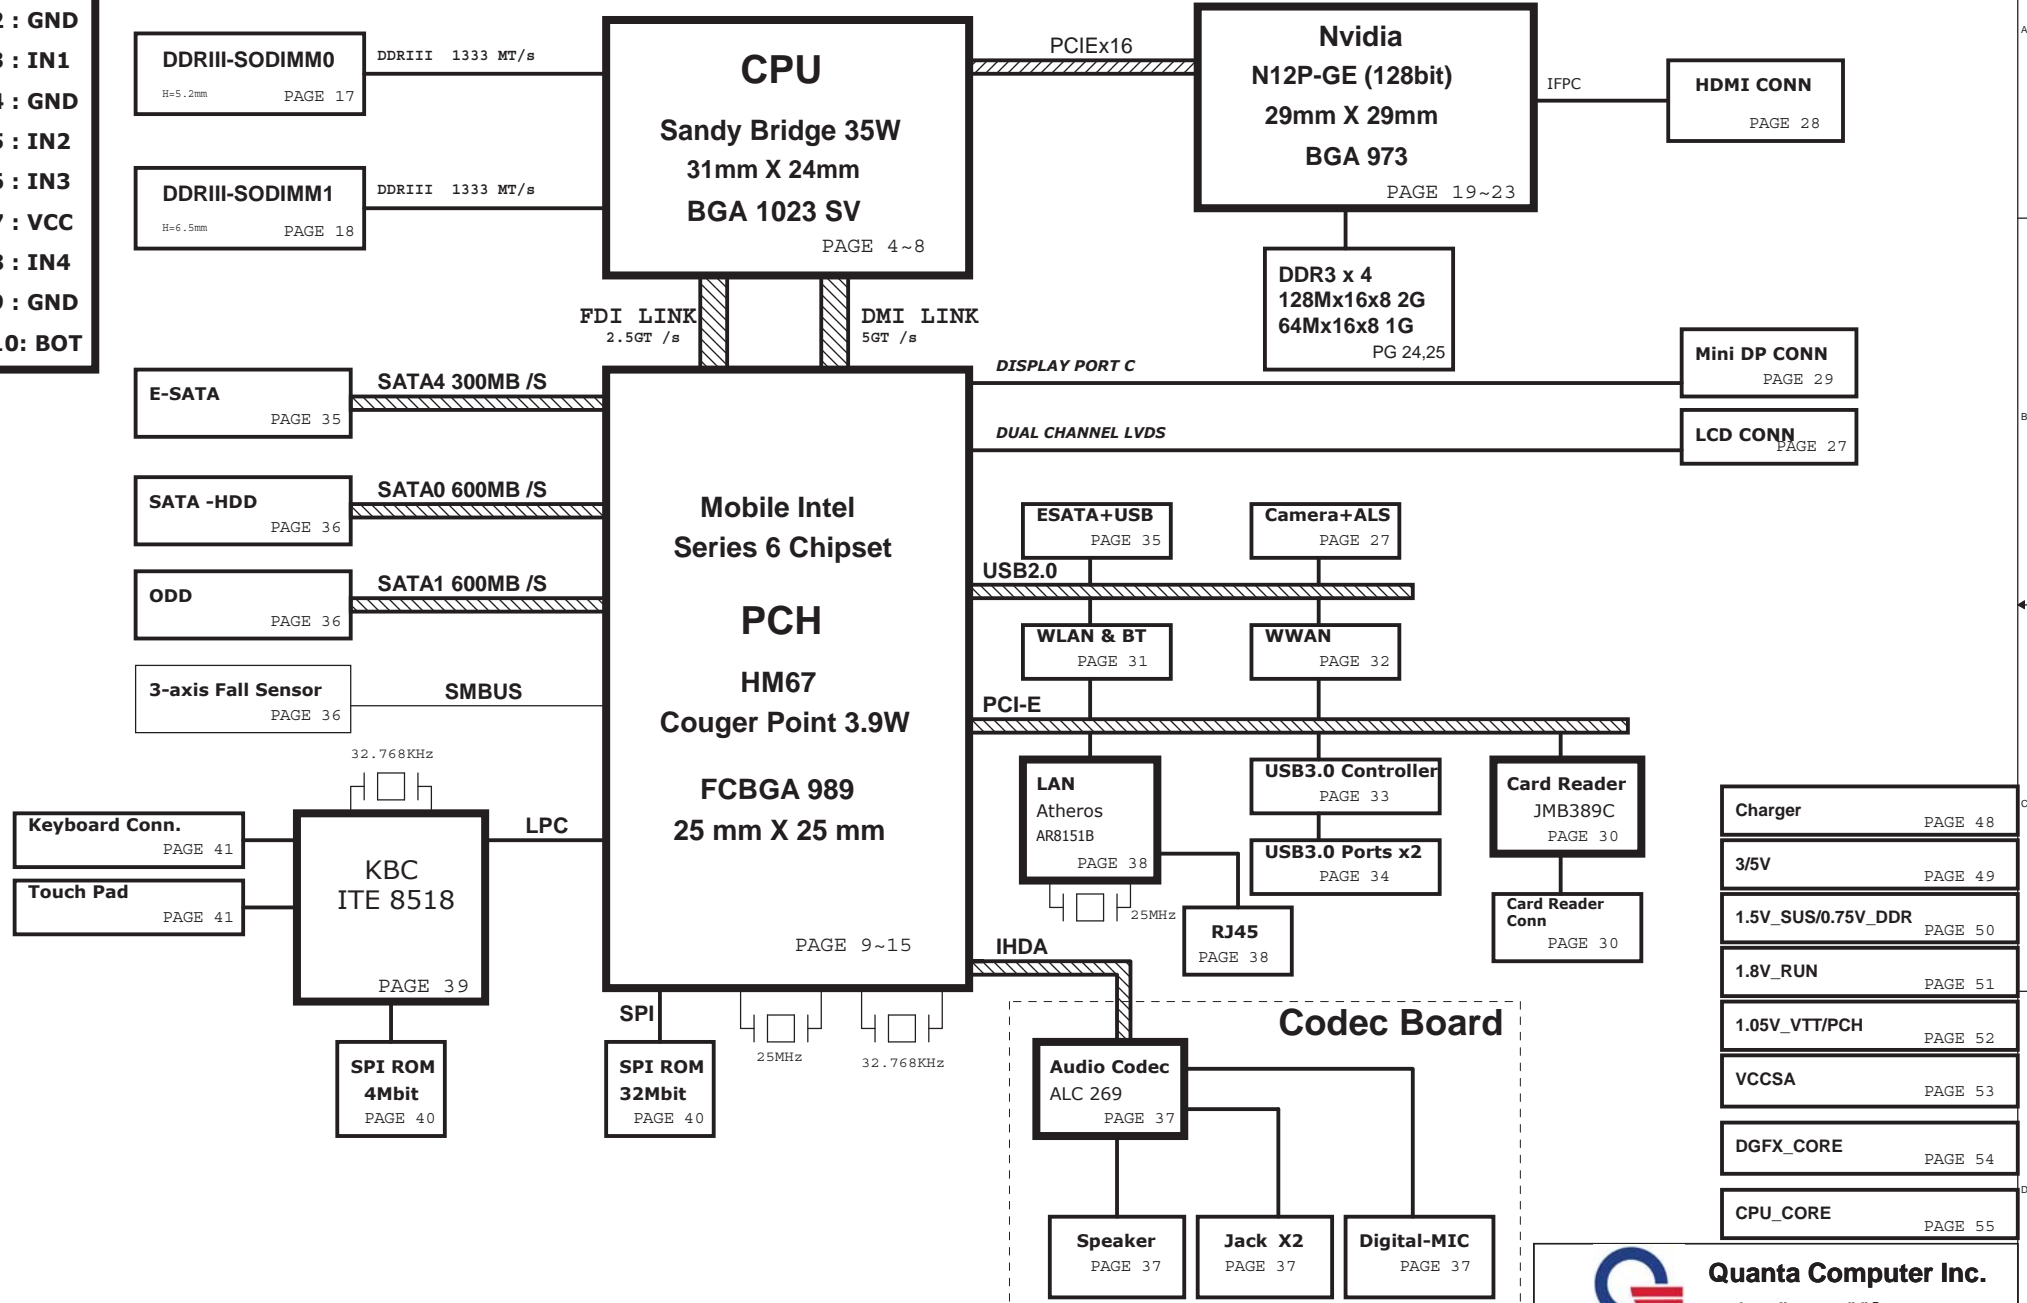 : GND
: IN1
: GND
: IN2
: IN3
: VCC
: IN4
: GND
0: BOT
DDRIII-SODIMM0
H=5.2mm
PAGE 17
DDRIII 1333 MT/s
DDRIII-SODIMM1
H=6.5mm
PAGE 18
DDRIII 1333 MT/s
CPU
Sandy Bridge 35W
31mm X 24mm
BGA 1023 SV
PAGE 4~8
PCIEx16
Nvidia
N12P-GE (128bit)
29mm X 29mm
BGA 973
PAGE 19~23
IFPC
HDMI CONN
PAGE 28
DDR3 x 4
128Mx16x8 2G
64Mx16x8 1G
PG 24,25
FDI LINK
2.5GT /s
DMI LINK
5GT /s
DISPLAY PORT C
Mini DP CONN
PAGE 29
DUAL CHANNEL LVDS
LCD CONN
PAGE 27
E-SATA
PAGE 35
SATA4 300MB /S
SATA -HDD
PAGE 36
SATA0 600MB /S
ODD
PAGE 36
SATA1 600MB /S
3-axis Fall Sensor
PAGE 36
SMBUS
Mobile Intel
Series 6 Chipset
PCH
HM67
Couger Point 3.9W
FCBGA 989
25 mm X 25 mm
PAGE 9~15
ESATA+USB
PAGE 35
Camera+ALS
PAGE 27
USB2.0
WLAN & BT
PAGE 31
WWAN
PAGE 32
PCI-E
LAN
Atheros
AR8151B
PAGE 38
25MHz
RJ45
PAGE 38
USB3.0 Controller
PAGE 33
USB3.0 Ports x2
PAGE 34
Card Reader
JMB389C
PAGE 30
Card Reader
Conn
PAGE 30
32.768KHz
Keyboard Conn.
PAGE 41
Touch Pad
PAGE 41
KBC
ITE 8518
PAGE 39
LPC
SPI ROM
4Mbit
PAGE 40
SPI
SPI ROM
32Mbit
PAGE 40
25MHz
32.768KHz
IHDA
Codec Board
Audio Codec
ALC 269
PAGE 37
Speaker
PAGE 37
Jack X2
PAGE 37
Digital-MIC
PAGE 37
Charger
PAGE 48
3/5V
PAGE 49
1.5V_SUS/0.75V_DDR
PAGE 50
1.8V_RUN
PAGE 51
1.05V_VTT/PCH
PAGE 52
VCCSA
PAGE 53
DGFX_CORE
PAGE 54
CPU_CORE
PAGE 55
Quanta Computer Inc.
A
B
D